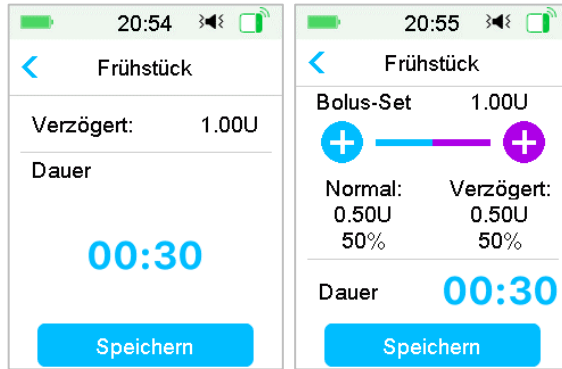 20:54
Frühstück
Verzögert: 1.00U
Dauer
00:30
Speichern
20:55
Frühstück
Bolus-Set 1.00U
Normal: Verzögert:
0.50U 0.50U
50% 50%
Dauer 00:30
Speichern